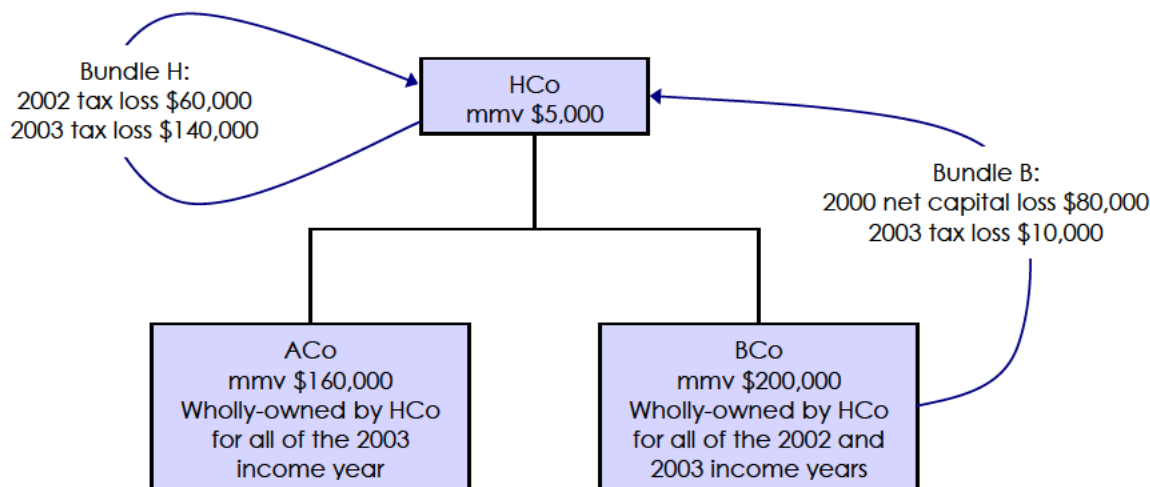 Bundle H:
2002 tax loss $60,000
2003 tax loss $140,000
HCo
mmv $5,000
Bundle B:
2000 net capital loss $80,000
2003 tax loss $10,000
ACo
mmv $160,000
Wholly-owned by HCo
for all of the 2003
income year
BCo
mmv $200,000
Wholly-owned by HCo
for all of the 2002 and
2003 income years